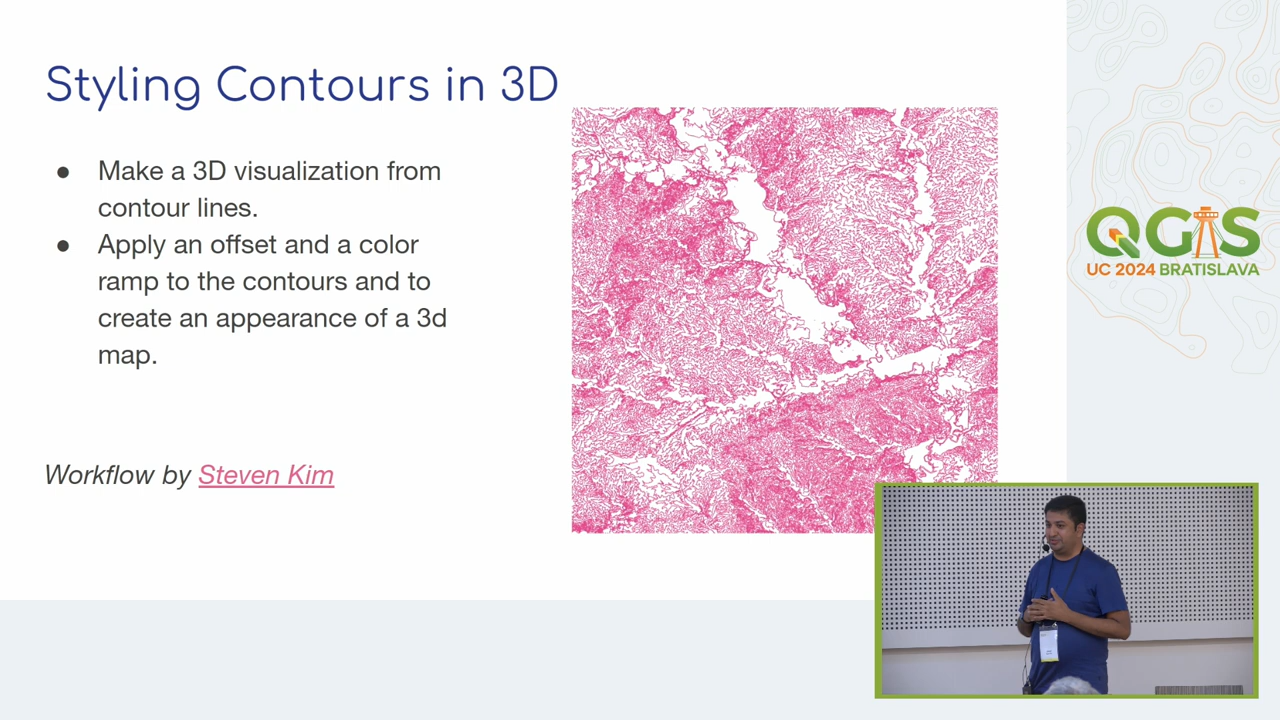 Styling Contours in 3D
● Make a 3D visualization from
contour lines.
● Apply an offset and a color
ramp to the contours and to
create an appearance of a 3d
map.
Workflow by Steven Kim
QGIS
UC 2024 BRATISLAVA